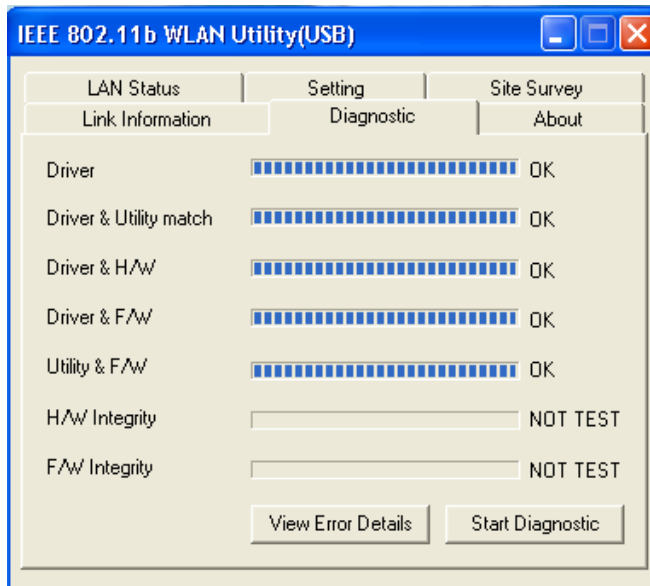 IEEE 802.11b WLAN Utility(USB)
LAN Status Setting Site Survey
Link Information Diagnostic About
Driver OK
Driver & Utility match OK
Driver & H/W OK
Driver & F/W OK
Utility & F/W OK
H/W Integrity NOT TEST
F/W Integrity NOT TEST
View Error Details Start Diagnostic